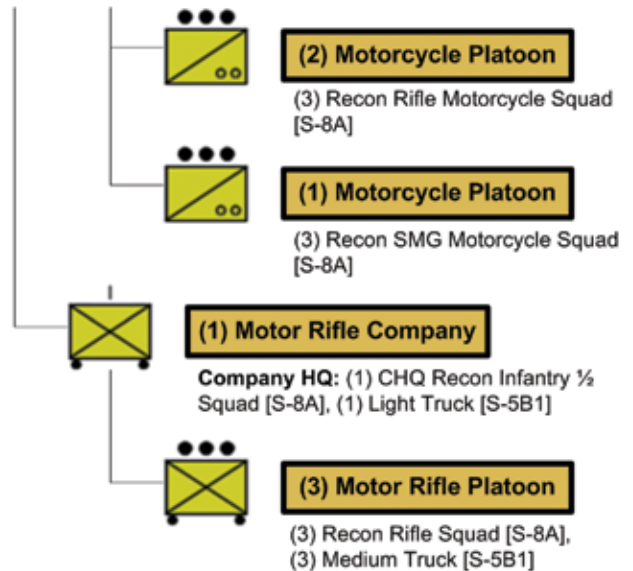 (2) Motorcycle Platoon
(3) Recon Rifle Motorcycle Squad
[S-8A]
(1) Motorcycle Platoon
(3) Recon SMG Motorcycle Squad
[S-8A]
(1) Motor Rifle Company
Company HQ: (1) CHQ Recon Infantry ½
Squad [S-8A], (1) Light Truck [S-5B1]
(3) Motor Rifle Platoon
(3) Recon Rifle Squad [S-8A],
(3) Medium Truck [S-5B1]